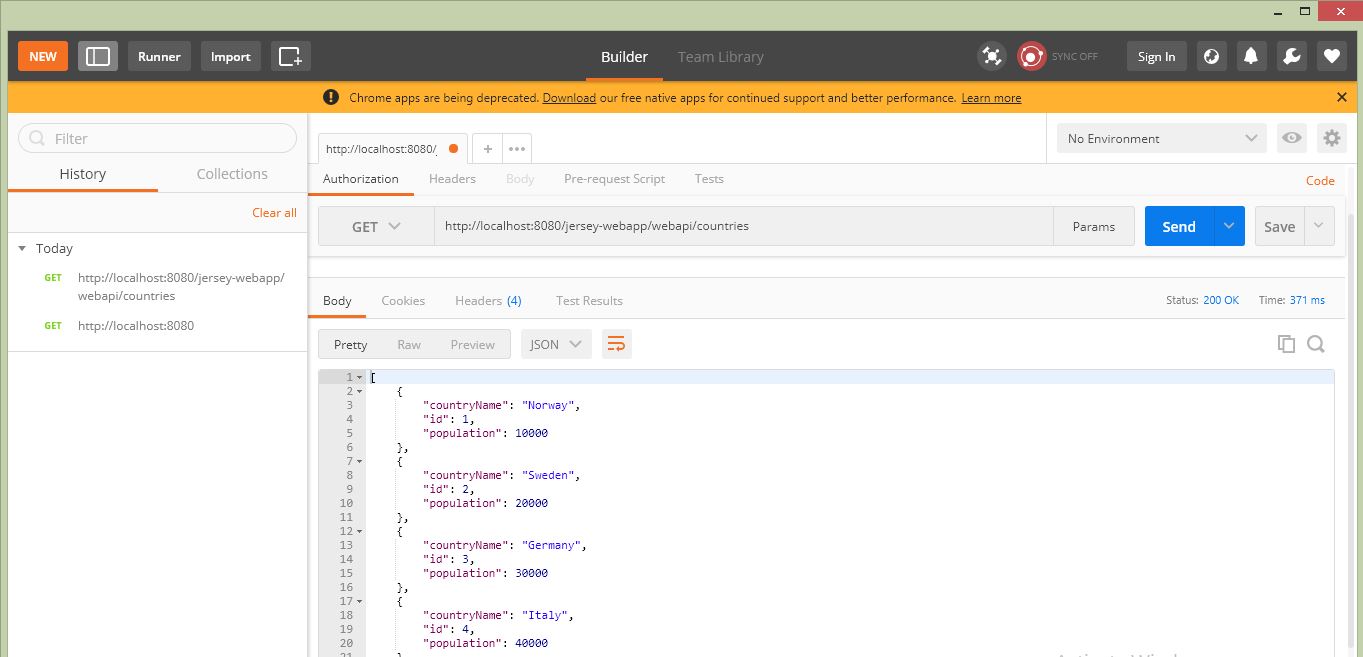 NEW Runner Import Builder Team Library SYNC OFF Sign In
! Chrome apps are being deprecated. Download our free native apps for continued support and better performance. Learn more
Filter
History Collections
Clear all
Today
GET http://localhost:8080/jersey-webapp/
webapi/countries
GET http://localhost:8080
http://localhost:8080/j + ••• No Environment
Authorization Headers Body Pre-request Script Tests Code
GET http://localhost:8080/jersey-webapp/webapi/countries Params Send Save
Body Cookies Headers (4) Test Results Status: 200 OK Time: 371 ms
Pretty Raw Preview JSON
1 [
2 {
3 "countryName": "Norway",
4 "id": 1,
5 "population": 10000
6 },
7 {
8 "countryName": "Sweden",
9 "id": 2,
10 "population": 20000
11 },
12 {
13 "countryName": "Germany",
14 "id": 3,
15 "population": 30000
16 },
17 {
18 "countryName": "Italy",
19 "id": 4,
20 "population": 40000